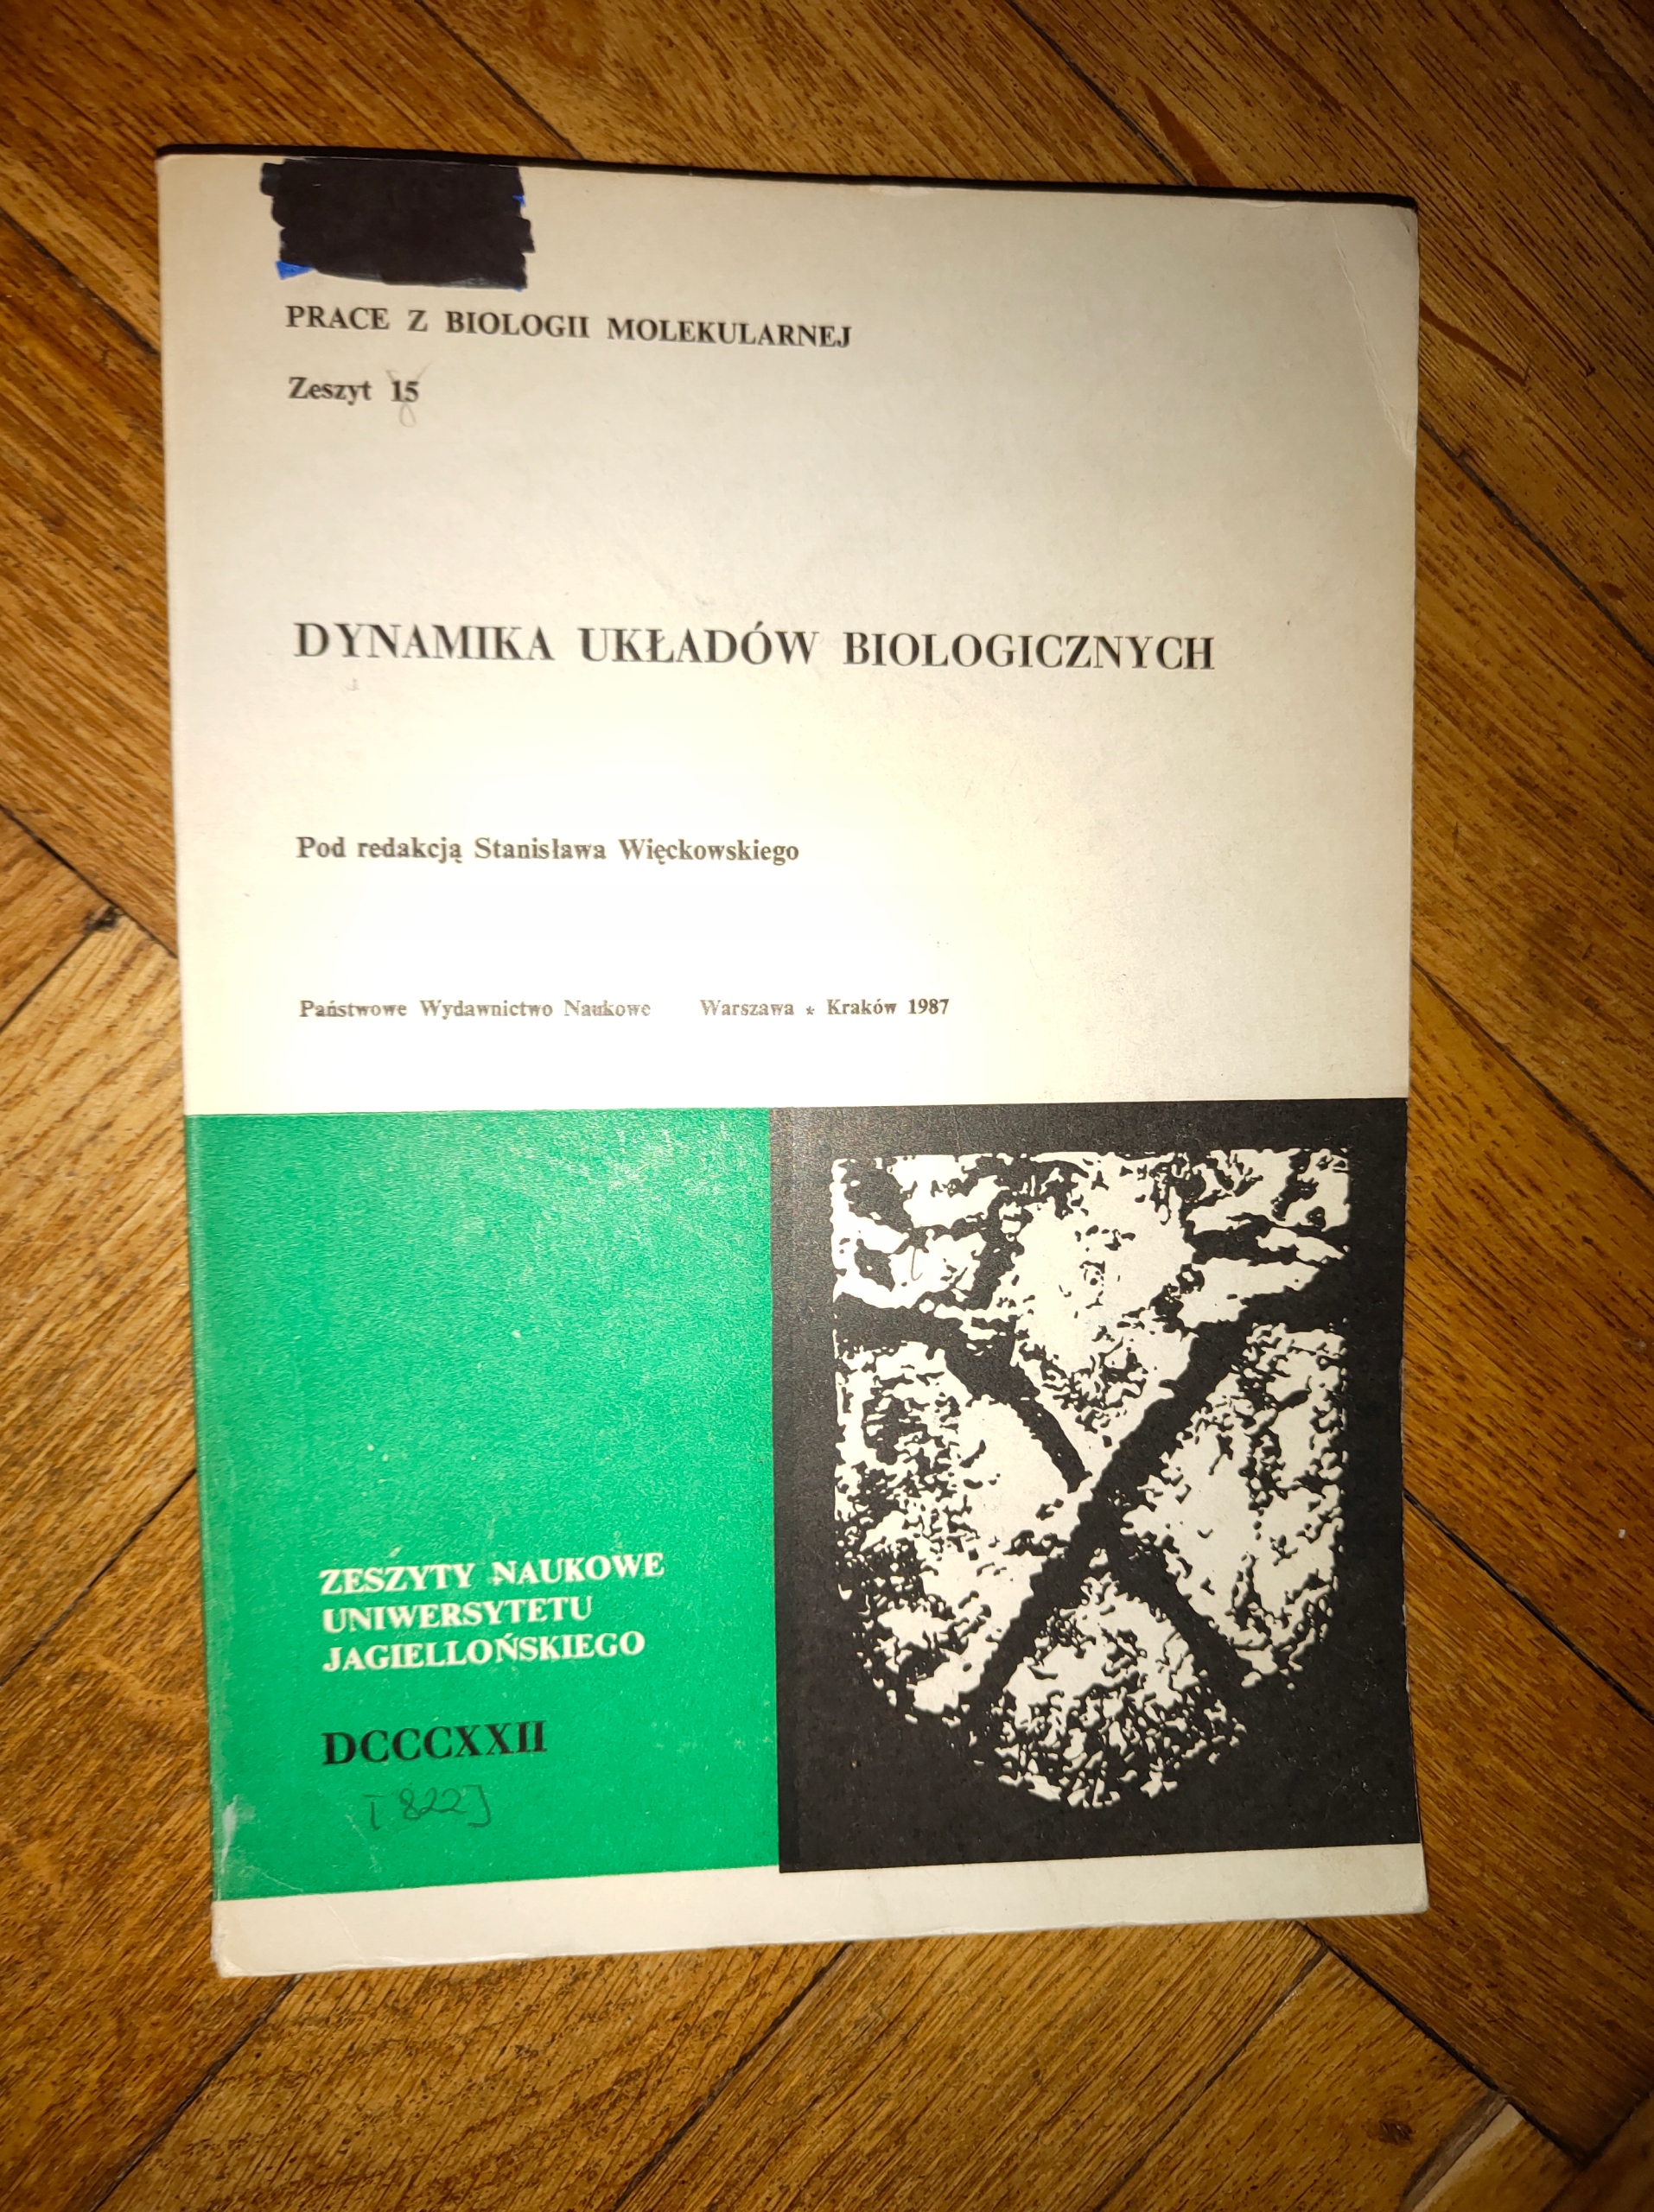 PRACE Z BIOLOGII MOLEKULARNEJ
Zeszyt 15
DYNAMIKA UKŁADÓW BIOLOGICZNYCH
Pod redakcją Stanisława Więckowskiego
Państwowe Wydawnictwo Naukowe Warszawa * Kraków 1987
ZESZYTY NAUKOWE
UNIWERSYTETU
JAGIELLOŃSKIEGO
DCCCXXII
[822]